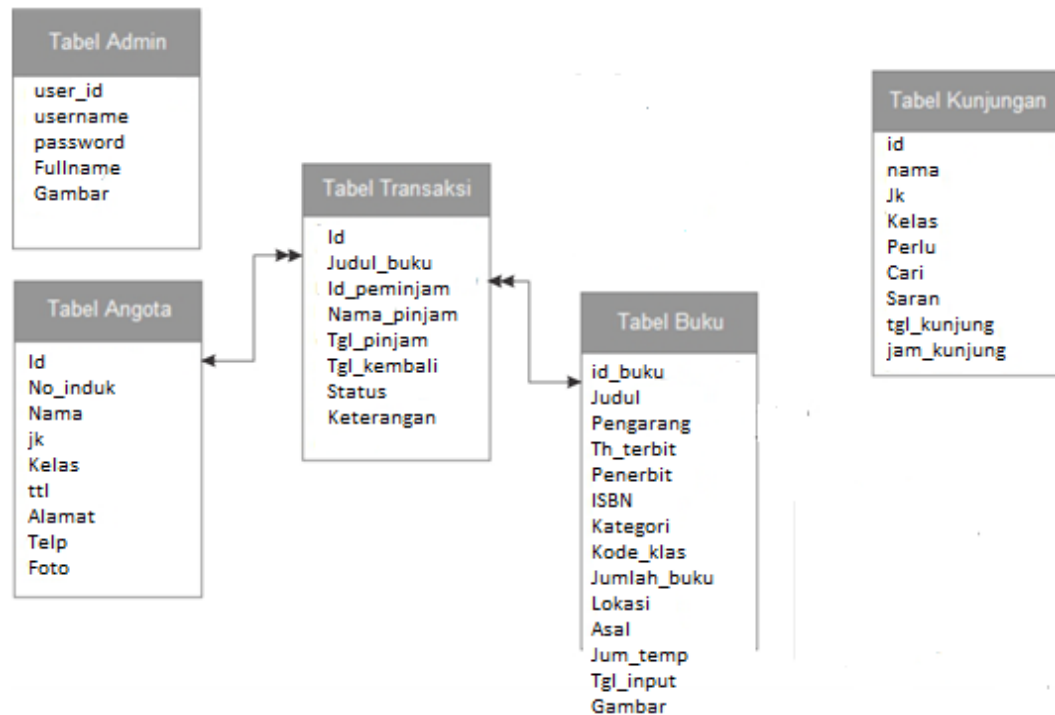 Tabel Admin
user_id
username
password
Fullname
Gambar
Tabel Angota
Id
No_induk
Nama
jk
Kelas
ttl
Alamat
Telp
Foto
Tabel Transaksi
Id
Judul_buku
Id_peminjam
Nama_pinjam
Tgl_pinjam
Tgl_kembali
Status
Keterangan
Tabel Buku
id_buku
Judul
Pengarang
Th_terbit
Penerbit
ISBN
Kategori
Kode_klas
Jumlah_buku
Lokasi
Asal
Jum_temp
Tgl_input
Gambar
Tabel Kunjungan
id
nama
Jk
Kelas
Perlu
Cari
Saran
tgl_kunjung
jam_kunjung